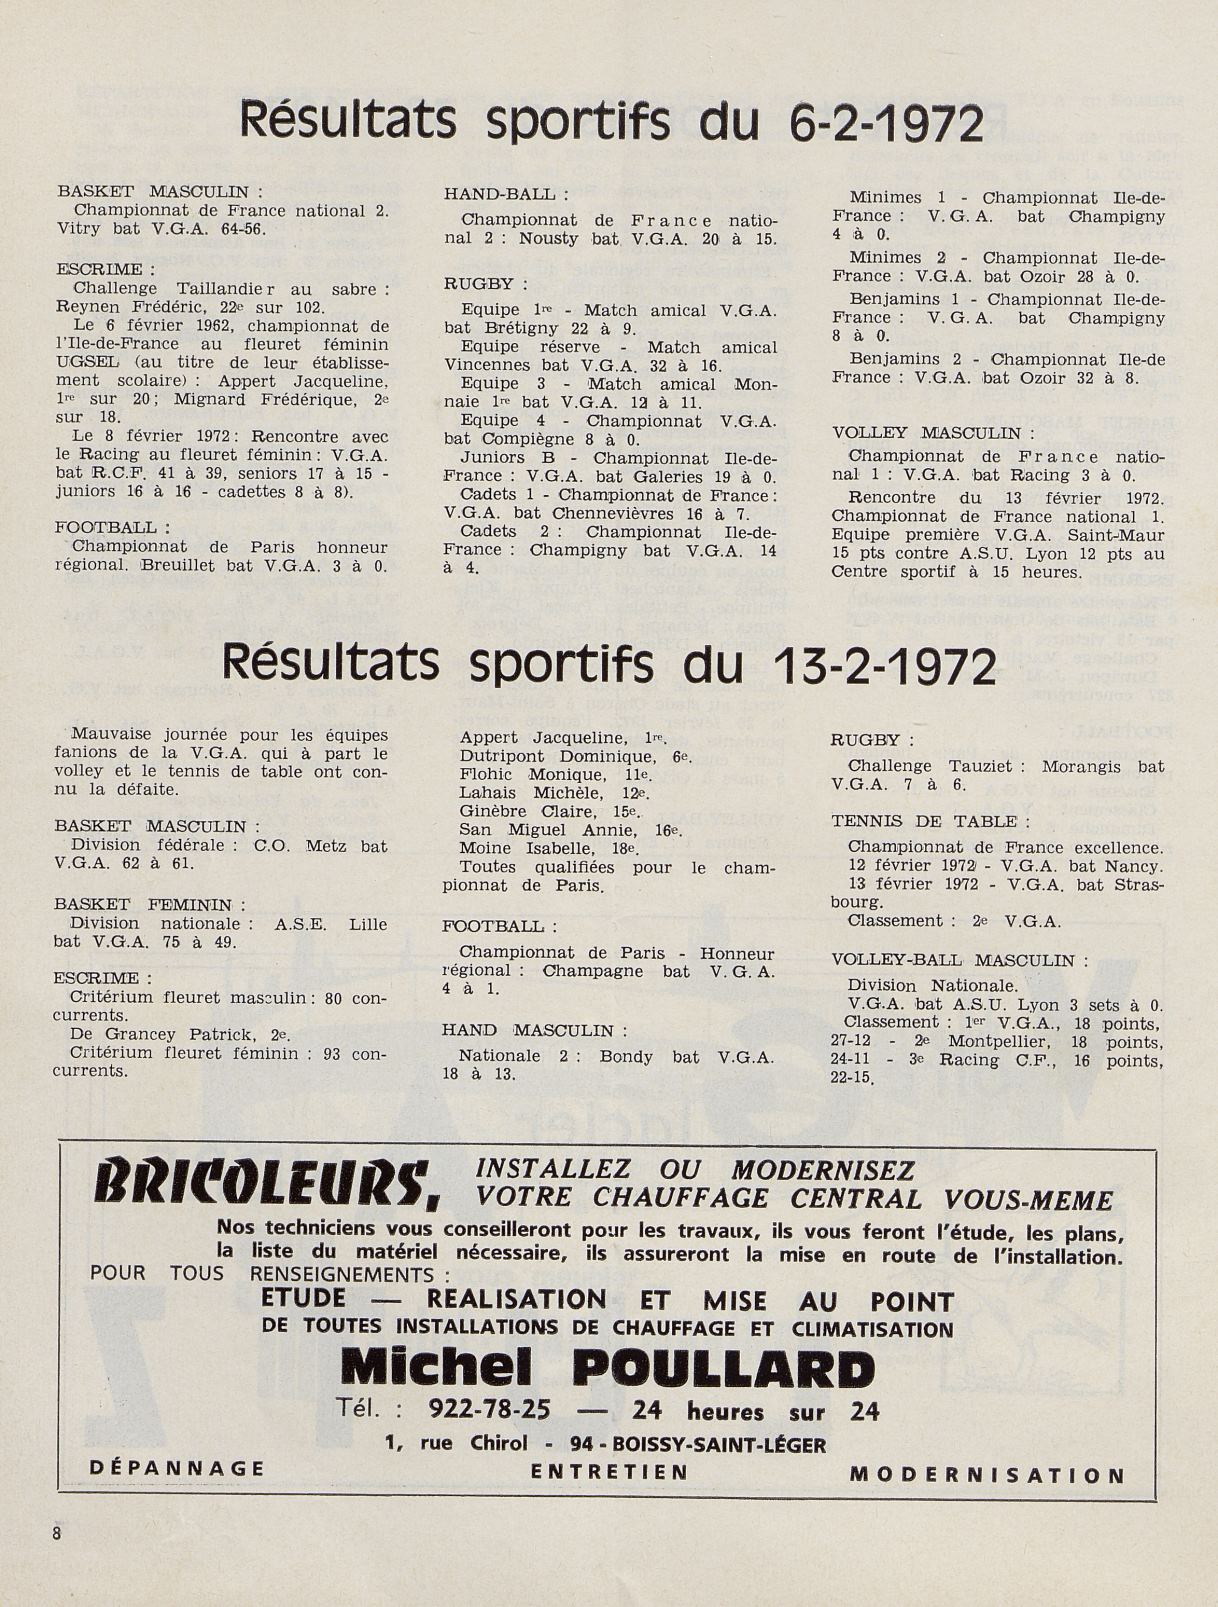 Résultats sportifs du 6-2-1972
BASKET MASCULIN :
Championnat de France national 2.
Vitry bat V.G.A. 64-56.
ESCRIME :
Challenge Taillandier au sabre :
Reynen Frédéric, 22e sur 102.
Le 6 février 1962, championnat de
l'Ile-de-France au fleuret féminin
UGSEL (au titre de leur établisse-
ment scolaire) : Appert Jacqueline,
1re sur 20; Mignard Frédérique, 2e
sur 18.
Le 8 février 1972: Rencontre avec
le Racing au fleuret féminin: V.G.A.
bat R.C.F. 41 à 39, seniors 17 à 15 -
juniors 16 à 16 - cadettes 8 à 8).
FOOTBALL :
Championnat de Paris honneur
régional. Breuillet bat V.G.A. 3 à 0.
HAND-BALL :
Championnat de France natio-
nal 2 : Nousty bat V.G.A. 20 à 15.
RUGBY :
Equipe 1re - Match amical V.G.A.
bat Brétigny 22 à 9.
Equipe réserve - Match amical
Vincennes bat V.G.A. 32 à 16.
Equipe 3 - Match amical Mon-
naie 1re bat V.G.A. 12 à 11.
Equipe 4 - Championnat V.G.A.
bat Compiègne 8 à 0.
Juniors B - Championnat Ile-de-
France : V.G.A. bat Galeries 19 à 0.
Cadets 1 - Championnat de France:
V.G.A. bat Chennevièvres 16 à 7.
Cadets 2 : Championnat Ile-de-
France : Champigny bat V.G.A. 14
à 4.
Minimes 1 - Championnat Ile-de-
France : V.G.A. bat Champigny
4 à 0.
Minimes 2 - Championnat Ile-de-
France : V.G.A. bat Ozoir 28 à 0.
Benjamins 1 - Championnat Ile-de-
France : V.G.A. bat Champigny
8 à 0.
Benjamins 2 - Championnat Ile-de
France : V.G.A. bat Ozoir 32 à 8.
VOLLEY MASCULIN :
Championnat de France natio-
nal 1 : V.G.A. bat Racing 3 à 0.
Rencontre du 13 février 1972.
Championnat de France national 1.
Equipe première V.G.A. Saint-Maur
15 pts contre A.S.U. Lyon 12 pts au
Centre sportif à 15 heures.
Résultats sportifs du 13-2-1972
Mauvaise journée pour les équipes
fanions de la V.G.A. qui à part le
volley et le tennis de table ont con-
nu la défaite.
BASKET MASCULIN :
Division fédérale : C.O. Metz bat
V.G.A. 62 à 61.
BASKET FEMININ :
Division nationale : A.S.E. Lille
bat V.G.A. 75 à 49.
ESCRIME :
Critérium fleuret masculin: 80 con-
currents.
De Grancey Patrick, 2e.
Critérium fleuret féminin : 93 con-
currents.
Appert Jacqueline, 1re.
Dutripont Dominique, 6e.
Flohic Monique, 11e.
Lahais Michèle, 12e.
Ginèbre Claire, 15e.
San Miguel Annie, 16e.
Moine Isabelle, 18e.
Toutes qualifiées pour le cham-
pionnat de Paris.
FOOTBALL :
Championnat de Paris - Honneur
régional : Champagne bat V.G.A.
4 à 1.
HAND MASCULIN :
Nationale 2 : Bondy bat V.G.A.
18 à 13.
RUGBY :
Challenge Tauziet : Morangis bat
V.G.A. 7 à 6.
TENNIS DE TABLE :
Championnat de France excellence.
12 février 1972 - V.G.A. bat Nancy.
13 février 1972 - V.G.A. bat Stras-
bourg.
Classement : 2e V.G.A.
VOLLEY-BALL MASCULIN :
Division Nationale.
V.G.A. bat A.S.U. Lyon 3 sets à 0.
Classement : 1er V.G.A., 18 points,
27-12 - 2e Montpellier, 18 points,
24-11 - 3e Racing C.F., 16 points,
22-15.
BRICOLEURS, INSTALLEZ OU MODERNISEZ
VOTRE CHAUFFAGE CENTRAL VOUS-MEME
Nos techniciens vous conseilleront pour les travaux, ils vous feront l'étude, les plans,
la liste du matériel nécessaire, ils assureront la mise en route de l'installation.
POUR TOUS RENSEIGNEMENTS :
ETUDE — REALISATION ET MISE AU POINT
DE TOUTES INSTALLATIONS DE CHAUFFAGE ET CLIMATISATION
Michel POULLARD
Tél. : 922-78-25 — 24 heures sur 24
1, rue Chirol - 94 - BOISSY-SAINT-LÉGER
DÉPANNAGE ENTRETIEN MODERNISATION
8